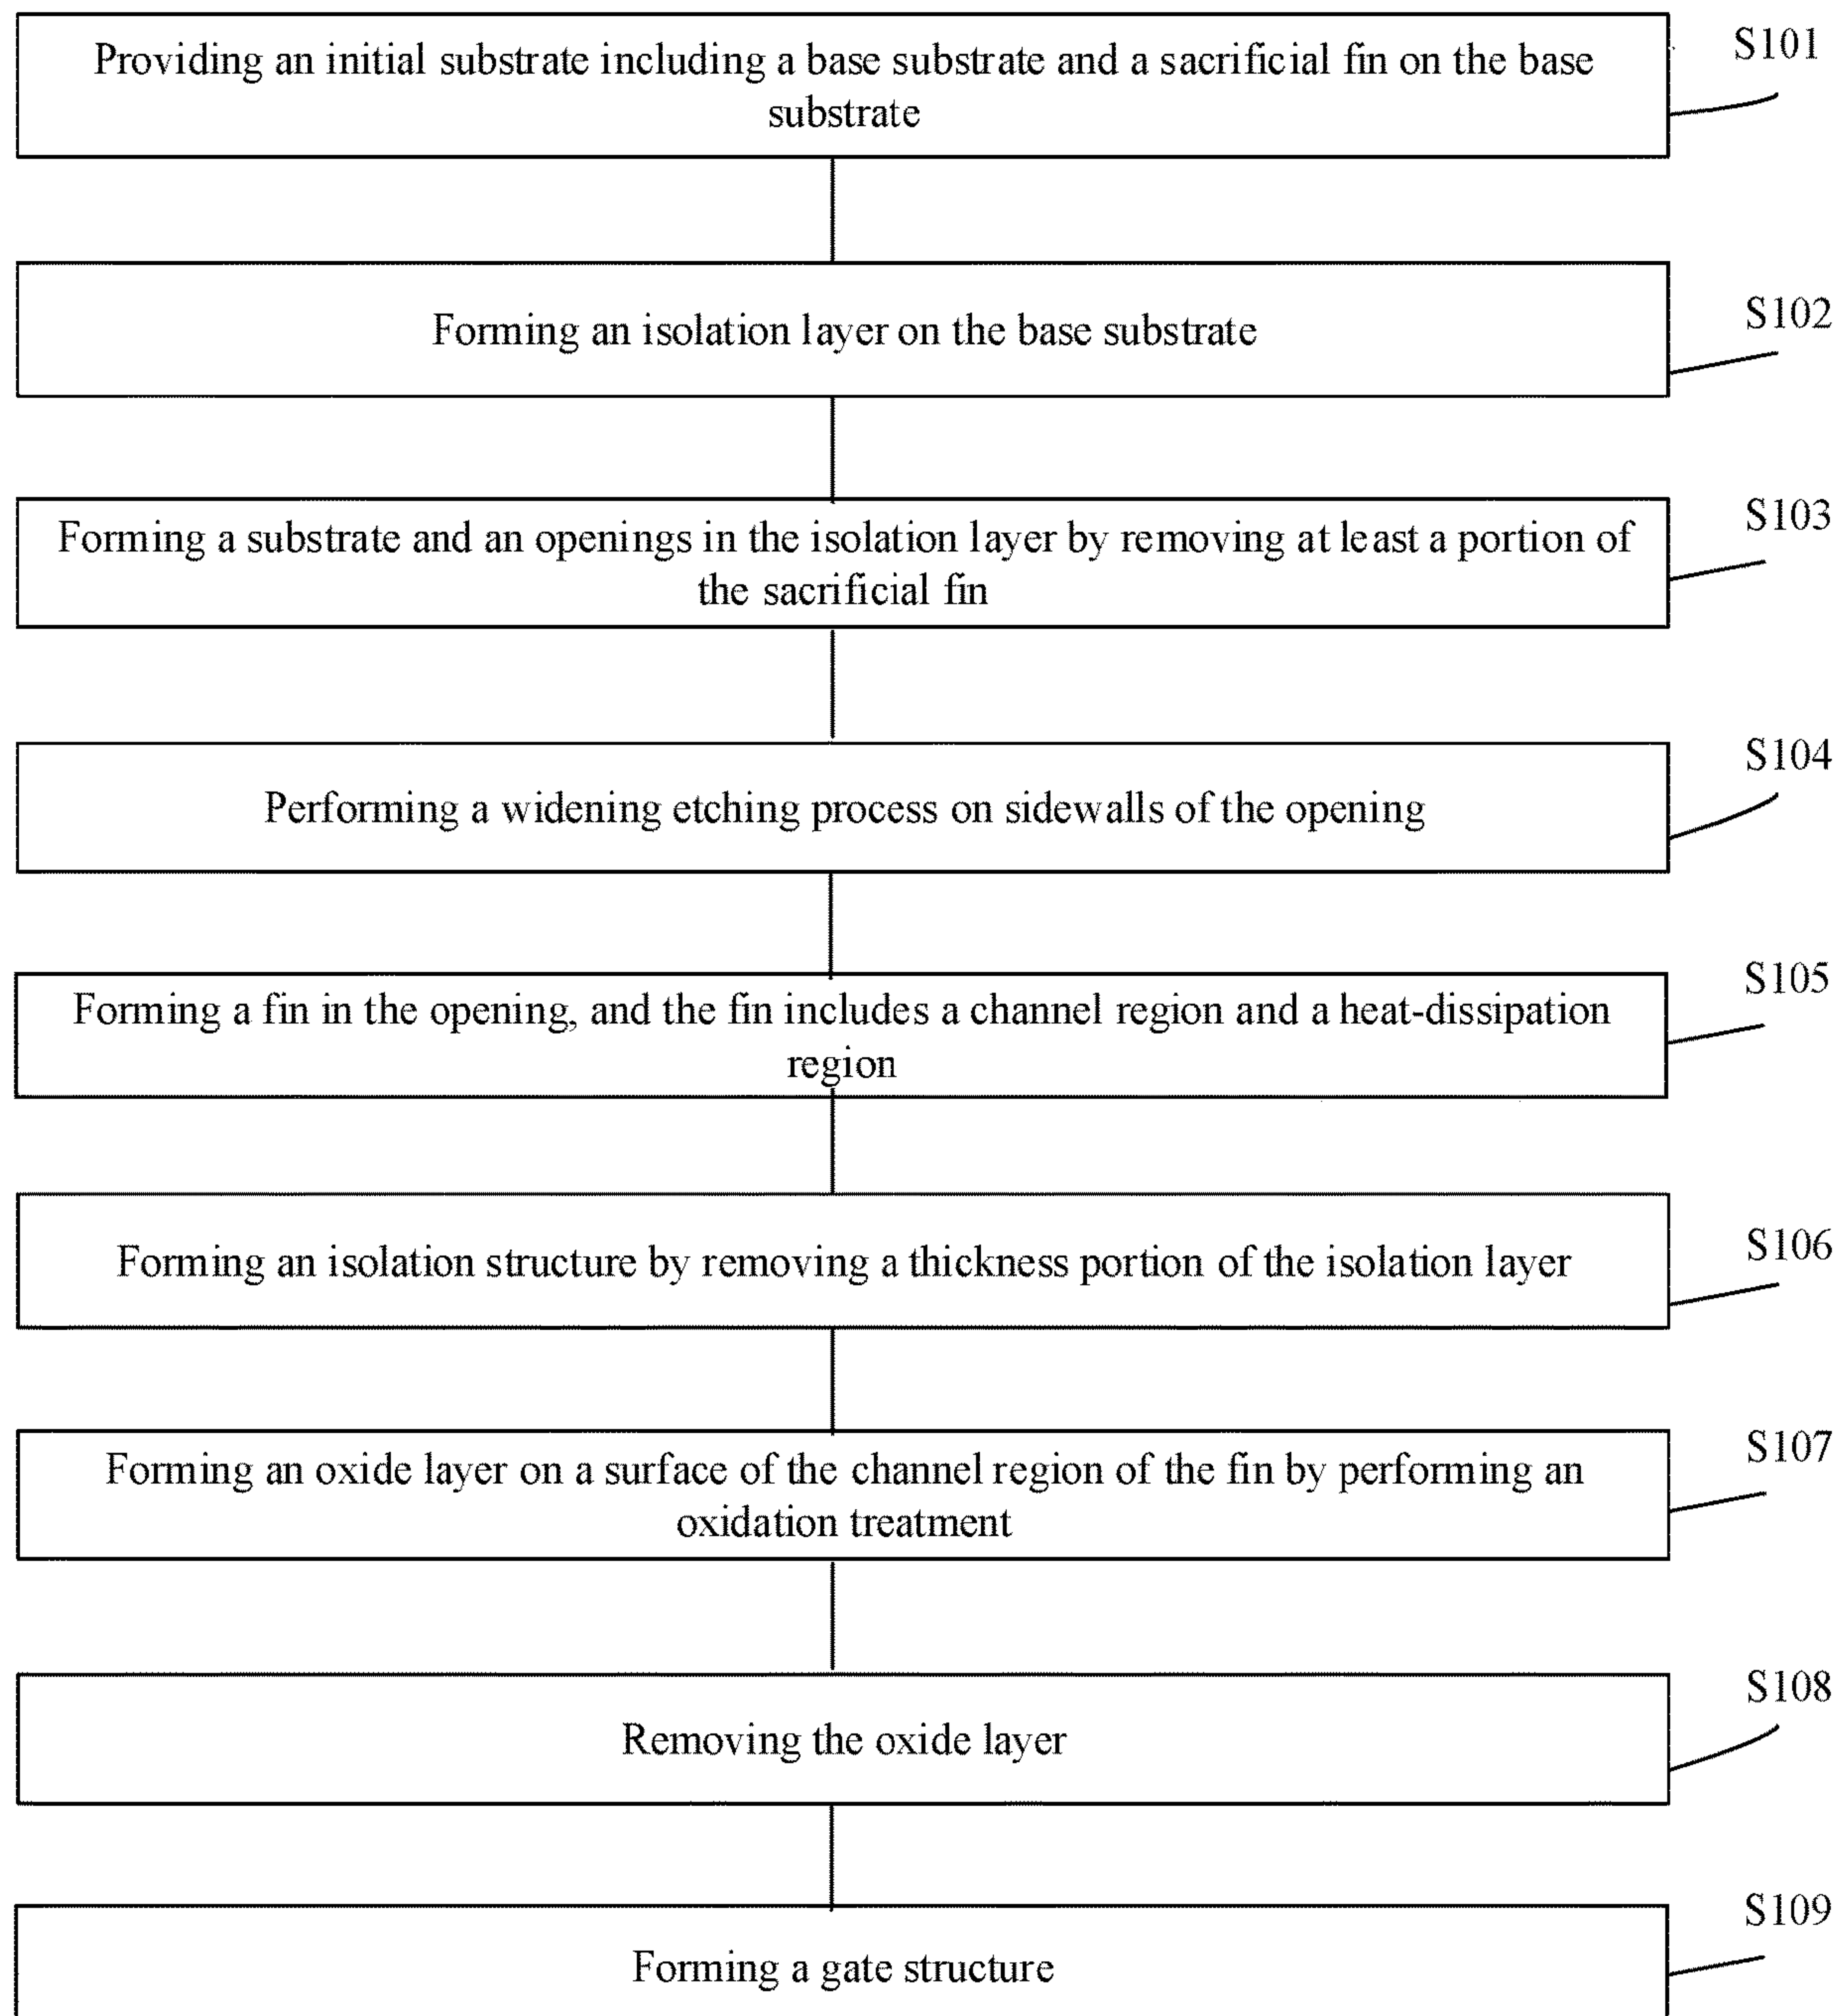 Providing an initial substrate including a base substrate and a sacrificial fin on the base
substrate
S101
Forming an isolation layer on the base substrate
S102
Forming a substrate and an openings in the isolation layer by removing at least a portion of
the sacrificial fin
S103
Performing a widening etching process on sidewalls of the opening
S104
Forming a fin in the opening, and the fin includes a channel region and a heat-dissipation
region
S105
Forming an isolation structure by removing a thickness portion of the isolation layer
S106
Forming an oxide layer on a surface of the channel region of the fin by performing an
oxidation treatment
S107
Removing the oxide layer
S108
Forming a gate structure
S109